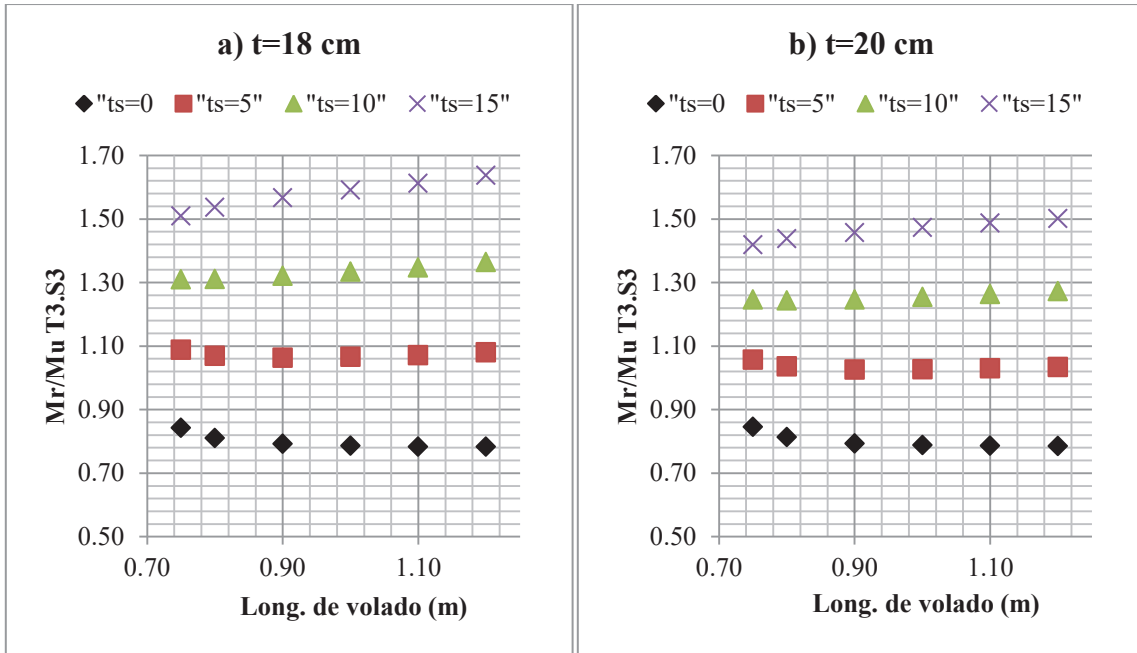 a) t=18 cm
"ts=0 "ts=5" "ts=10" "ts=15"
1.70
1.50
1.30
1.10
0.90
0.70
0.50
0.70 0.90 1.10
Mr/Mu T3.S3
Long. de volado (m)
b) t=20 cm
"ts=0 "ts=5" "ts=10" "ts=15"
1.70
1.50
1.30
1.10
0.90
0.70
0.50
0.70 0.90 1.10
Mr/Mu T3.S3
Long. de volado (m)